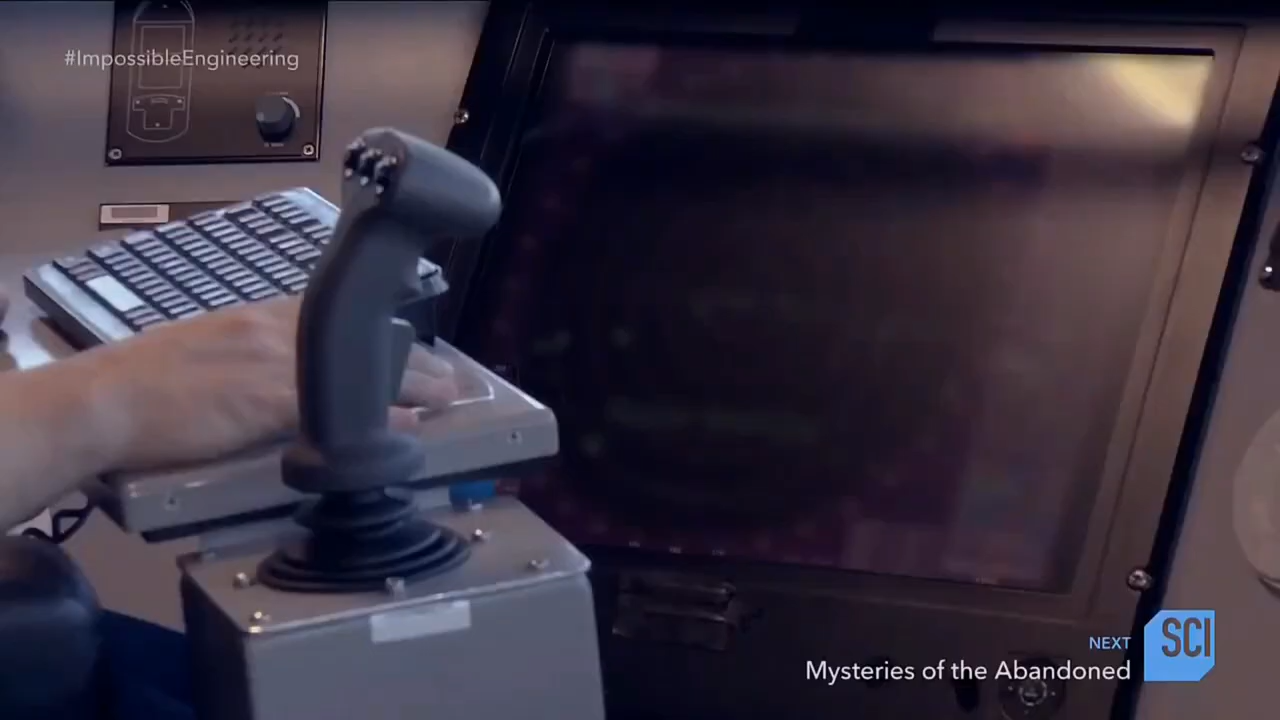 #ImpossibleEngineering
NEXT
SCI
Mysteries of the Abandoned